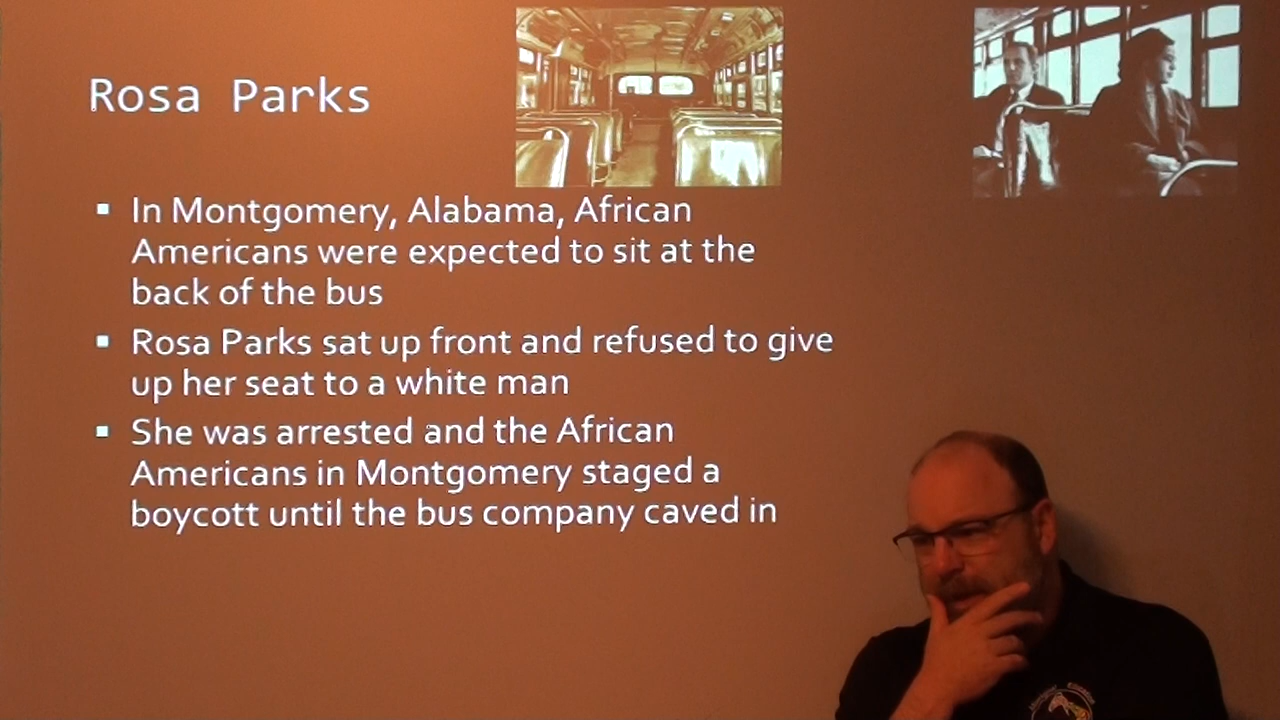 Rosa Parks
In Montgomery, Alabama, African
Americans were expected to sit at the
back of the bus
Rosa Parks sat up front and refused to give
up her seat to a white man
She was arrested and the African
Americans in Montgomery staged a
boycott until the bus company caved in